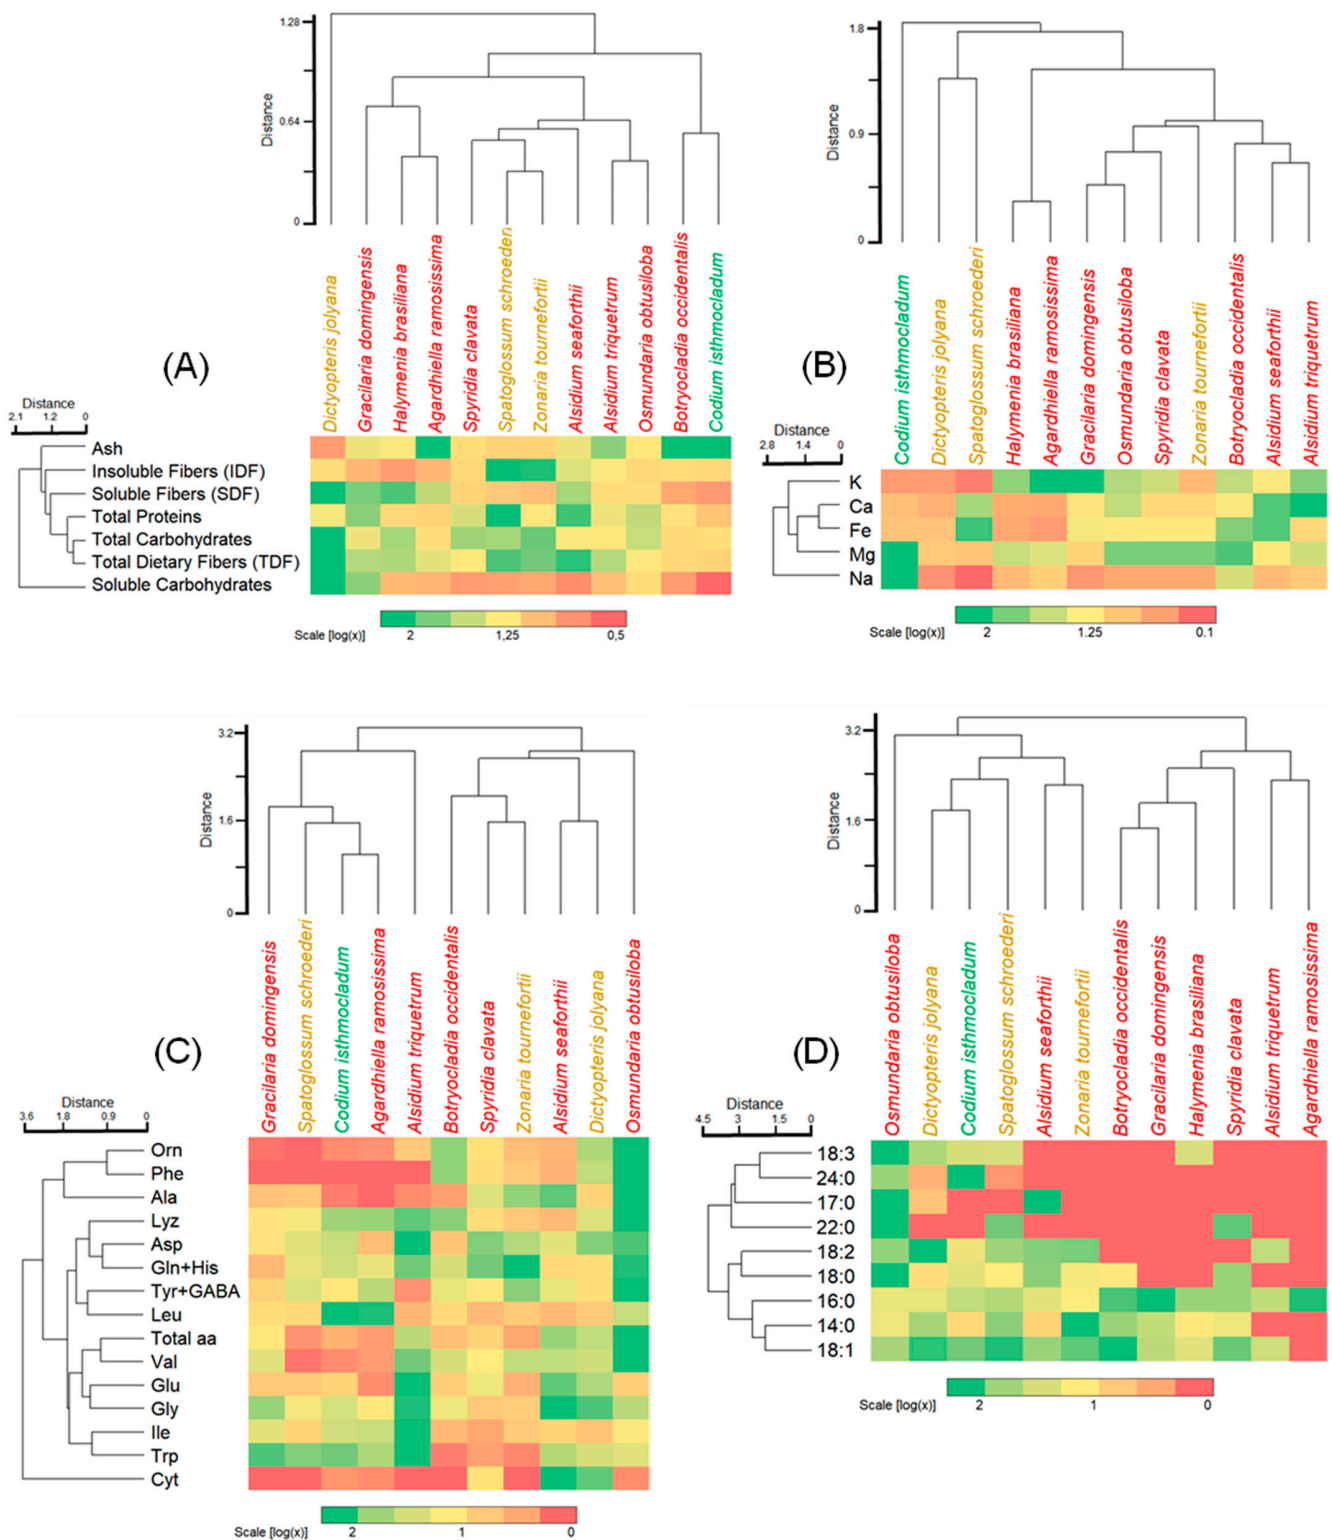 1.28
0.64
0
Distance
Dictyopteris jolyana
Gracilaria domingensis
Halymenia brasiliana
Agardhiella ramosissima
Spyridia clavata
Spatoglossum schroederi
Zonaria tournefortii
Alsidium seaforthii
Alsidium triquetrum
Osmundaria obtusiloba
Botryocladia occidentalis
Codium isthmocladum
(A)
Distance
2.1 1.2 0
Ash
Insoluble Fibers (IDF)
Soluble Fibers (SDF)
Total Proteins
Total Carbohydrates
Total Dietary Fibers (TDF)
Soluble Carbohydrates
Scale [log(x)] 2 1,25 0,5
1.8
0.9
0
Distance
Codium isthmocladum
Dictyopteris jolyana
Spatoglossum schroederi
Halymenia brasiliana
Agardhiella ramosissima
Gracilaria domingensis
Osmundaria obtusiloba
Spyridia clavata
Zonaria tournefortii
Botryocladia occidentalis
Alsidium seaforthii
Alsidium triquetrum
(B)
Distance
2.8 1.4 0
K
Ca
Fe
Mg
Na
Scale [log(x)] 2 1.25 0.1
3.2
1.6
0
Distance
Gracilaria domingensis
Spatoglossum schroederi
Codium isthmocladum
Agardhiella ramosissima
Alsidium triquetrum
Botryocladia occidentalis
Spyridia clavata
Zonaria tournefortii
Alsidium seaforthii
Dictyopteris jolyana
Osmundaria obtusiloba
(C)
Distance
3.6 1.8 0.9 0
Orn
Phe
Ala
Lyz
Asp
Gln+His
Tyr+GABA
Leu
Total aa
Val
Glu
Gly
Ile
Trp
Cyt
Scale [log(x)] 2 1 0
3.2
1.6
0
Distance
Osmundaria obtusiloba
Dictyopteris jolyana
Codium isthmocladum
Spatoglossum schroederi
Alsidium seaforthii
Zonaria tournefortii
Botryocladia occidentalis
Gracilaria domingensis
Halymenia brasiliana
Spyridia clavata
Alsidium triquetrum
Agardhiella ramosissima
(D)
Distance
4.5 3 1.5 0
18:3
24:0
17:0
22:0
18:2
18:0
16:0
14:0
18:1
Scale [log(x)] 2 1 0